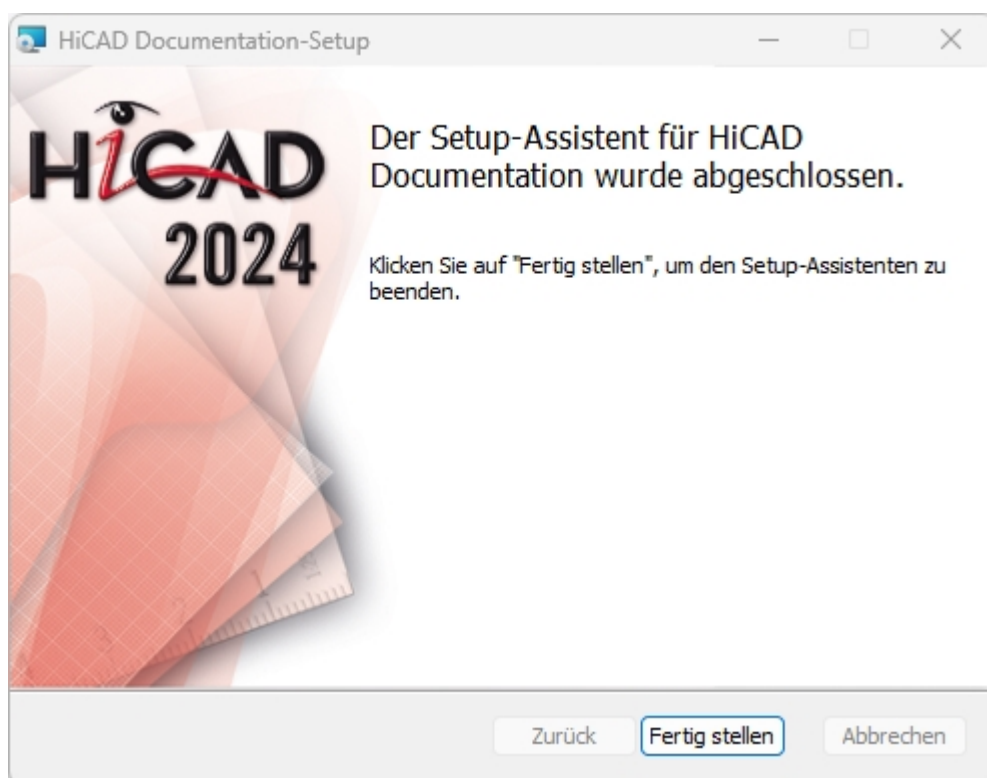 HiCAD Documentation-Setup
HiCAD
2024
Der Setup-Assistent für HiCAD
Documentation wurde abgeschlossen.
Klicken Sie auf "Fertig stellen", um den Setup-Assistenten zu
beenden.
Zurück
Fertig stellen
Abbrechen